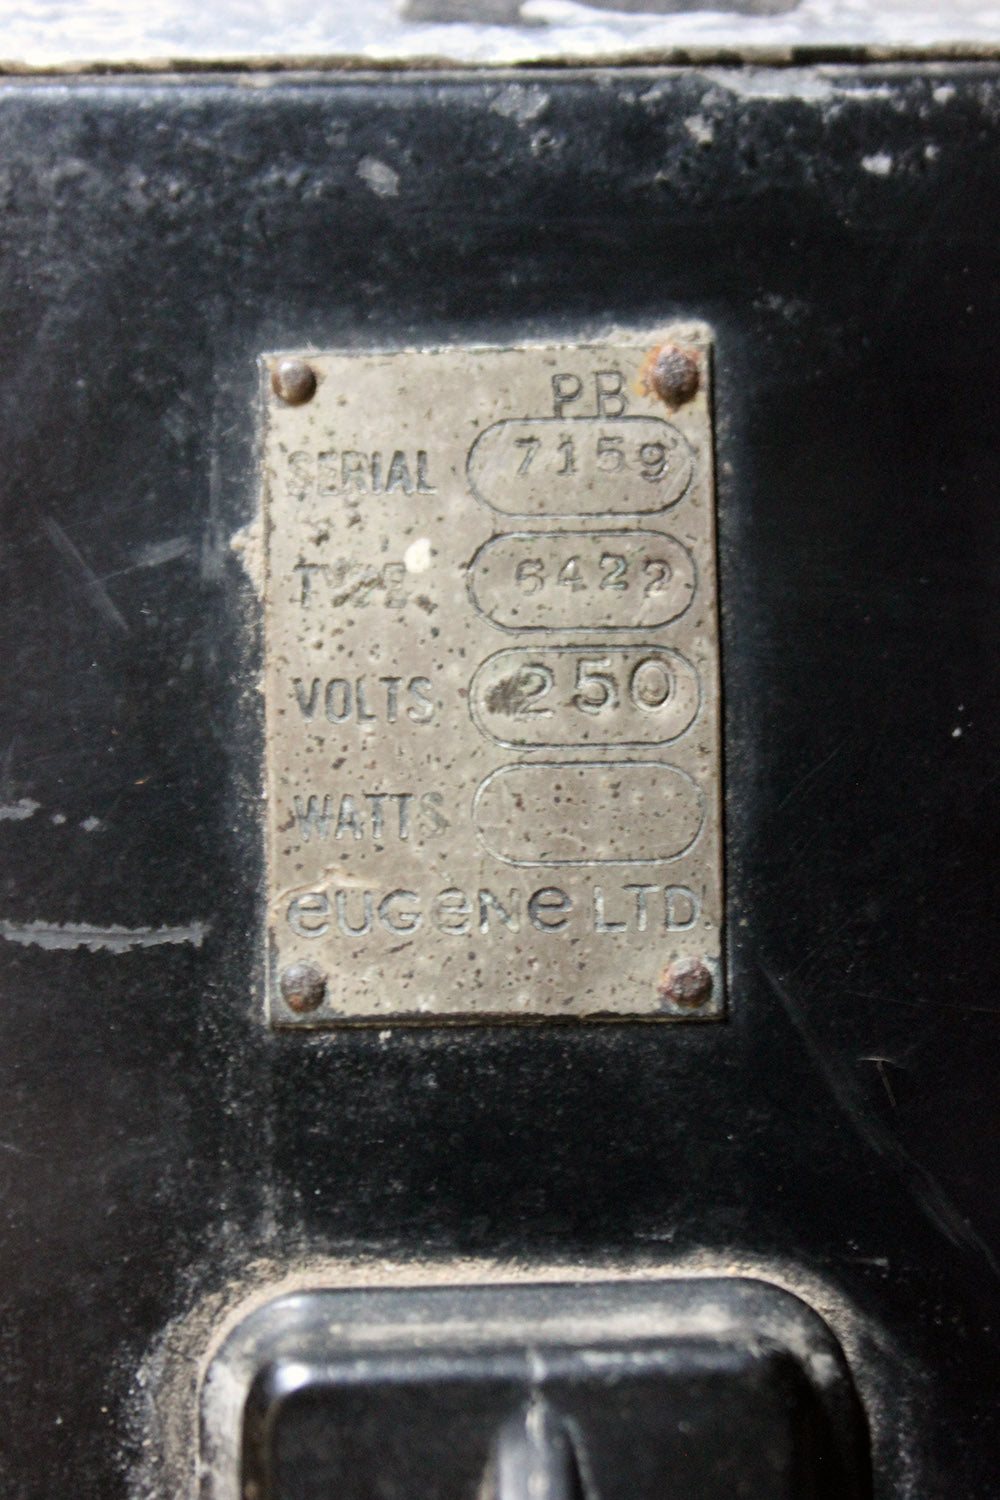 PB
SERIAL 7159
TYPE 6422
VOLTS 250
WATTS
eUGeNe LTD.